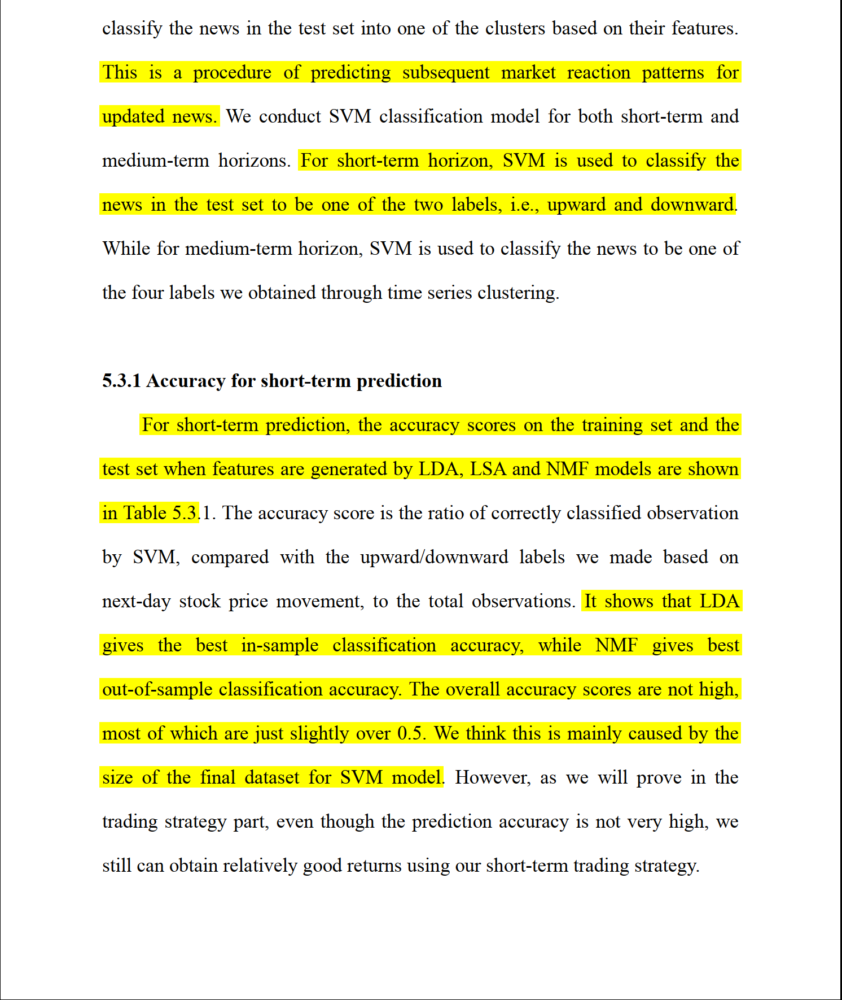 classify the news in the test set into one of the clusters based on their features.
This is a procedure of predicting subsequent market reaction patterns for
updated news. We conduct SVM classification model for both short-term and
medium-term horizons. For short-term horizon, SVM is used to classify the
news in the test set to be one of the two labels, i.e., upward and downward.
While for medium-term horizon, SVM is used to classify the news to be one of
the four labels we obtained through time series clustering.
5.3.1 Accuracy for short-term prediction
For short-term prediction, the accuracy scores on the training set and the
test set when features are generated by LDA, LSA and NMF models are shown
in Table 5.3.1. The accuracy score is the ratio of correctly classified observation
by SVM, compared with the upward/downward labels we made based on
next-day stock price movement, to the total observations. It shows that LDA
gives the best in-sample classification accuracy, while NMF gives best
out-of-sample classification accuracy. The overall accuracy scores are not high,
most of which are just slightly over 0.5. We think this is mainly caused by the
size of the final dataset for SVM model. However, as we will prove in the
trading strategy part, even though the prediction accuracy is not very high, we
still can obtain relatively good returns using our short-term trading strategy.